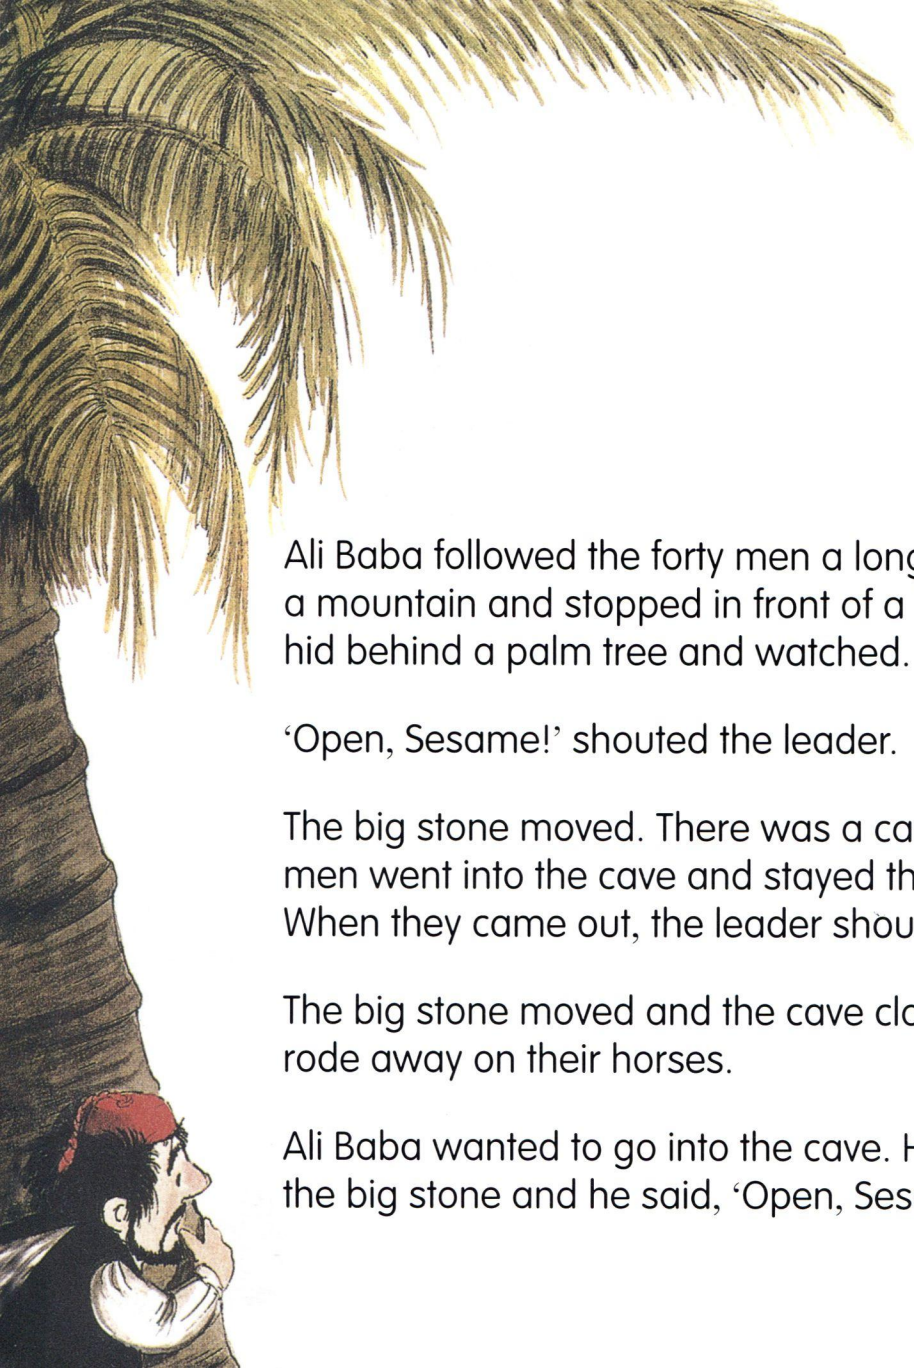 Ali Baba followed the forty men a long
a mountain and stopped in front of a
hid behind a palm tree and watched.
‘Open, Sesame!’ shouted the leader.
The big stone moved. There was a ca
men went into the cave and stayed th
When they came out, the leader shou
The big stone moved and the cave clo
rode away on their horses.
Ali Baba wanted to go into the cave. H
the big stone and he said, ‘Open, Ses